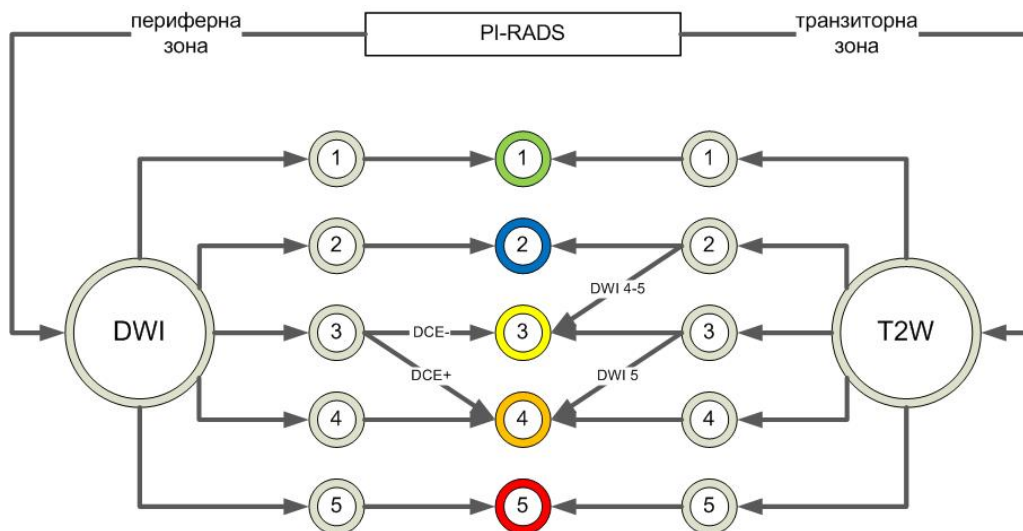 периферна
зона
PI-RADS
транзиторна
зона
1
1
1
2
2
2
DWI 4-5
DWI
3
DCE-
3
3
T2W
DCE+
DWI 5
4
4
4
5
5
5